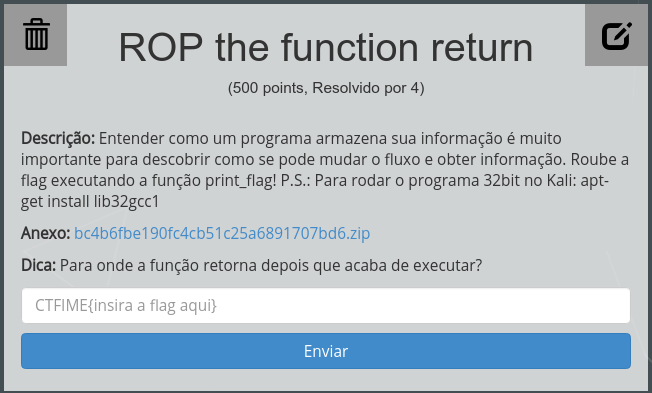 ROP the function return
(500 points, Resolvido por 4)
Descrição: Entender como um programa armazena sua informação é muito
importante para descobrir como se pode mudar o fluxo e obter informação. Roube a
flag executando a função print_flag! P.S.: Para rodar o programa 32bit no Kali: apt-
get install lib32gcc1
Anexo: bc4b6fbe190fc4cb51c25a6891707bd6.zip
Dica: Para onde a função retorna depois que acaba de executar?
CTFIME{insira a flag aqui}
Enviar